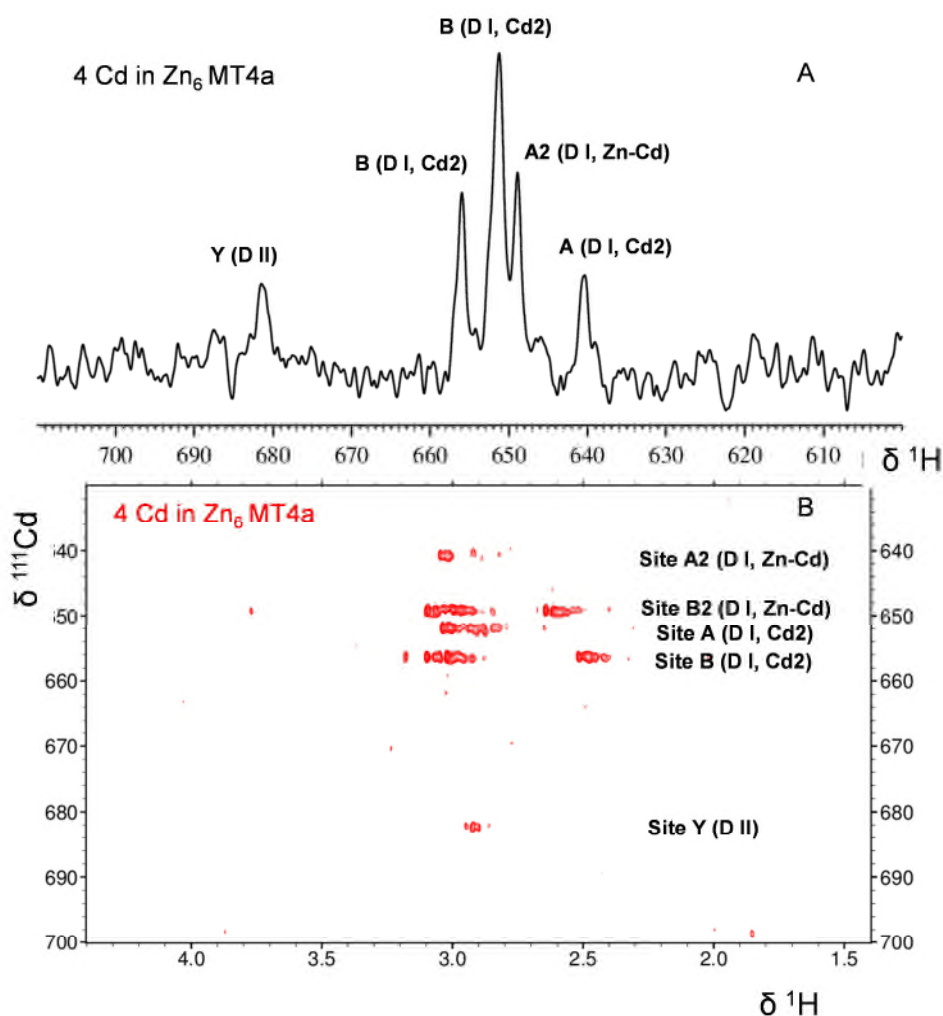 B (D I, Cd2)
4 Cd in Zn₆ MT4a
A
A2 (D I, Zn-Cd)
B (D I, Cd2)
Y (D II)
A (D I, Cd2)
700 690 680 670 660 650 640 630 620 610 δ ¹H
4 Cd in Zn₆ MT4a
B
δ ¹¹¹Cd
640 Site A2 (D I, Zn-Cd) 640
650 Site B2 (D I, Zn-Cd) 650
Site A (D I, Cd2)
660 Site B (D I, Cd2) 660
670 670
680 Site Y (D II) 680
690 690
700 700
4.0 3.5 3.0 2.5 2.0 1.5
δ ¹H